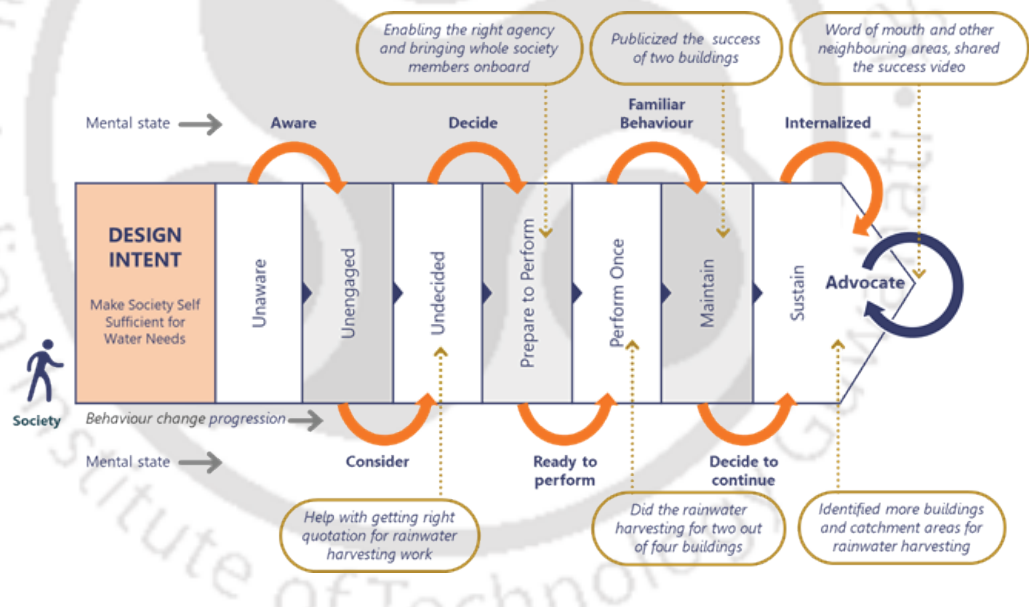 Enabling the right agency
and bringing whole society
members onboard
Publicized the success
of two buildings
Word of mouth and other
neighbouring areas, shared
the success video
Mental state
Aware
Decide
Familiar
Behaviour
Internalized
DESIGN
INTENT
Make Society Self
Sufficient for
Water Needs
Unaware
Unengaged
Undecided
Prepare to Perform
Perform Once
Maintain
Sustain
Advocate
Society
Behaviour change progression
Mental state
Consider
Ready to
perform
Decide to
continue
Help with getting right
quotation for rainwater
harvesting work
Did the rainwater
harvesting for two out
of four buildings
Identified more buildings
and catchment areas for
rainwater harvesting
Institute of Technology Guwahati